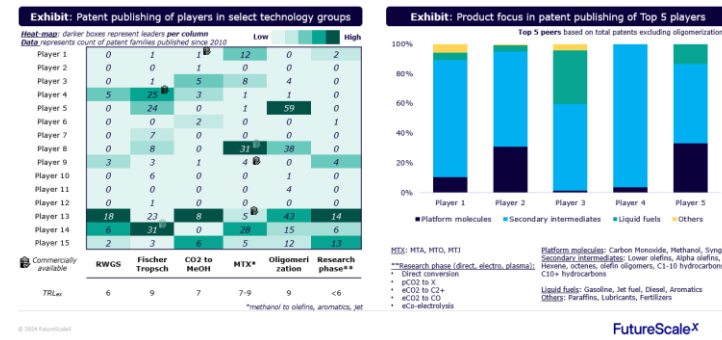 Exhibit: Patent publishing of players in select technology groups
Heat-map: darker boxes represent leaders per column
Data represents count of patent families published since 2010
Low High
Player 1 0 1 1 12 0 2
Player 2 0 0 1 0 0 0
Player 3 0 1 5 8 4 0
Player 4 5 25 3 1 1 0
Player 5 0 24 0 1 59 0
Player 6 0 0 2 0 0 1
Player 7 0 7 0 0 0 0
Player 8 0 8 0 31 38 0
Player 9 3 3 1 4 0 4
Player 10 0 6 0 0 1 0
Player 11 0 0 0 0 4 0
Player 12 0 1 0 0 0 0
Player 13 18 23 8 5 43 14
Player 14 6 31 0 28 15 6
Player 15 2 3 6 5 12 13
Commercially available
RWGS
Fischer Tropsch
CO2 to MeOH
MTX*
Oligomeri zation
Research phase**
TRLex 6 9 7 7-9 9 <6
*methanol to olefins, aromatics, jet
© 2024 FutureScaleX
Exhibit: Product focus in patent publishing of Top 5 players
Top 5 peers based on total patents excluding oligomerization
100%
80%
60%
40%
20%
0%
Player 1 Player 2 Player 3 Player 4 Player 5
Platform molecules Secondary intermediates Liquid fuels Others
MTX: MTA, MTO, MTJ
**Research phase (direct, electro, plasma):
• Direct conversion
• pCO2 to X
• eCO2 to C2+
• eCO2 to CO
• eCo-electrolysis
Platform molecules: Carbon Monoxide, Methanol, Syng
Secondary intermediates: Lower olefins, Alpha olefins,
Hexene, octenes, olefin oligomers, C1-10 hydrocarbons
C10+ hydrocarbons
Liquid fuels: Gasoline, Jet fuel, Diesel, Aromatics
Others: Paraffins, Lubricants, Fertilizers
FutureScaleX